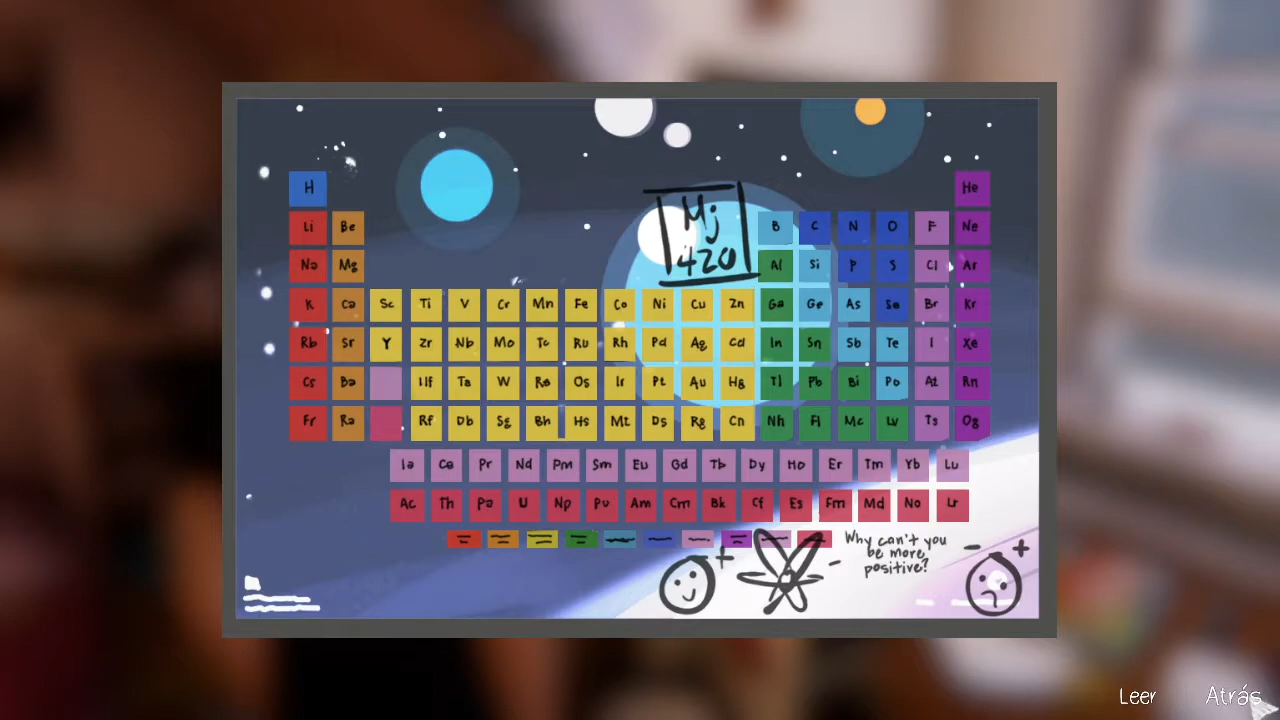 Mj
420
H He
Li Be B C N O F Ne
Na Mg Al Si P S Cl Ar
K Ca Sc Ti V Cr Mn Fe Co Ni Cu Zn Ga Ge As Se Br Kr
Rb Sr Y Zr Nb Mo Tc Ru Rh Pd Ag Cd In Sn Sb Te I Xe
Cs Ba Hf Ta W Re Os Ir Pt Au Hg Tl Pb Bi Po At Rn
Fr Ra Rf Db Sg Bh Hs Mt Ds Rg Cn Nh Fl Mc Lv Ts Og
la Ce Pr Nd Pm Sm Eu Gd Tb Dy Ho Er Tm Yb Lu
Ac Th Pa U Np Pu Am Cm Bk Cf Es Fm Md No Lr
Why can't you
be more
positive?
+ - - +
Leer Atrás